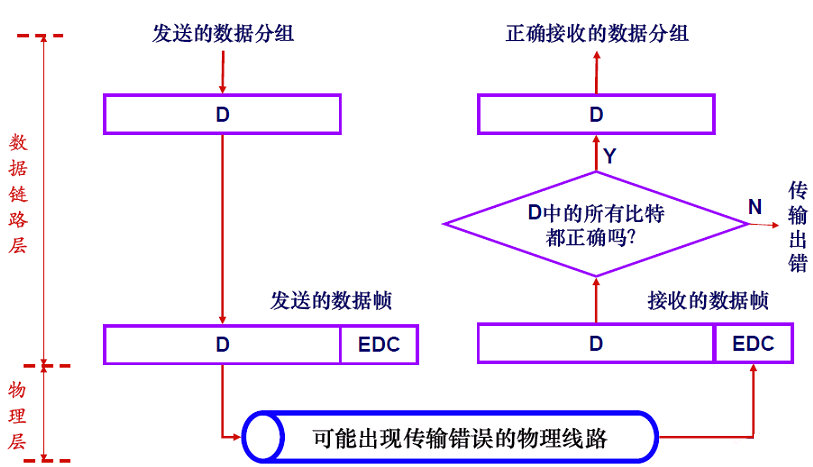 发送的数据分组
正确接收的数据分组
D
D
数据链路层
Y
D中的所有比特
都正确吗?
N
传输出错
发送的数据帧
接收的数据帧
D
EDC
D
EDC
物理层
可能出现传输错误的物理线路